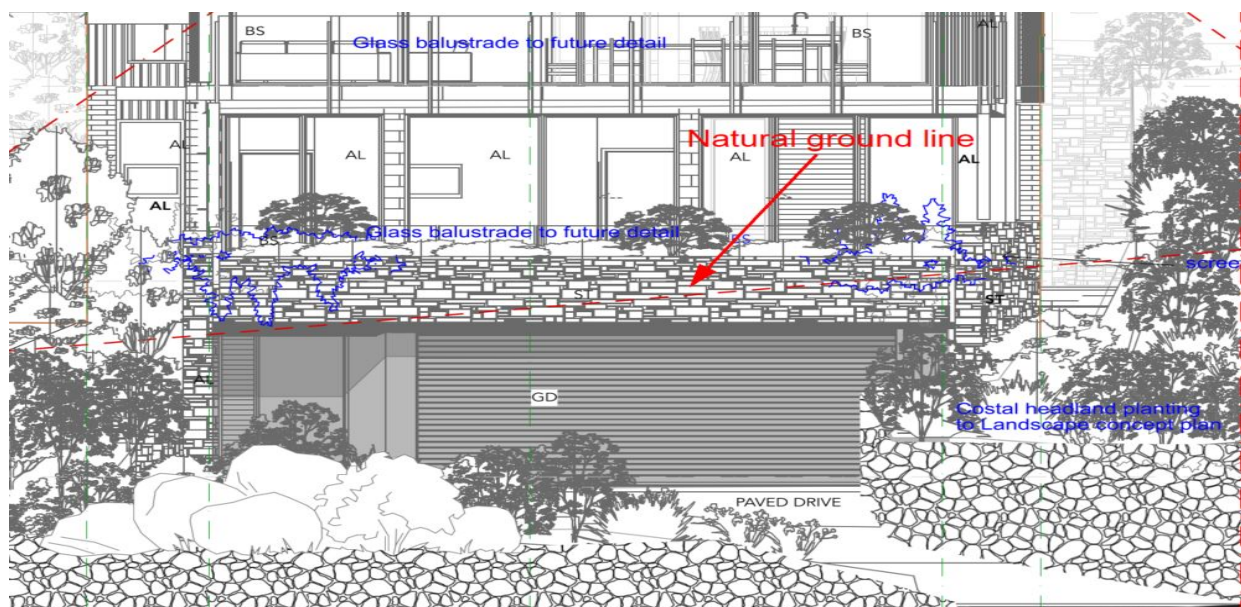 BS
Glass balustrade to future detail
BS
AL
Natural ground line
AL
AL
AL
AL
AL
AL
BS
Glass balustrade to future detail
scree
ST
ST
AL
GD
Costal headland planting
to Landscape concept plan
PAVED DRIVE